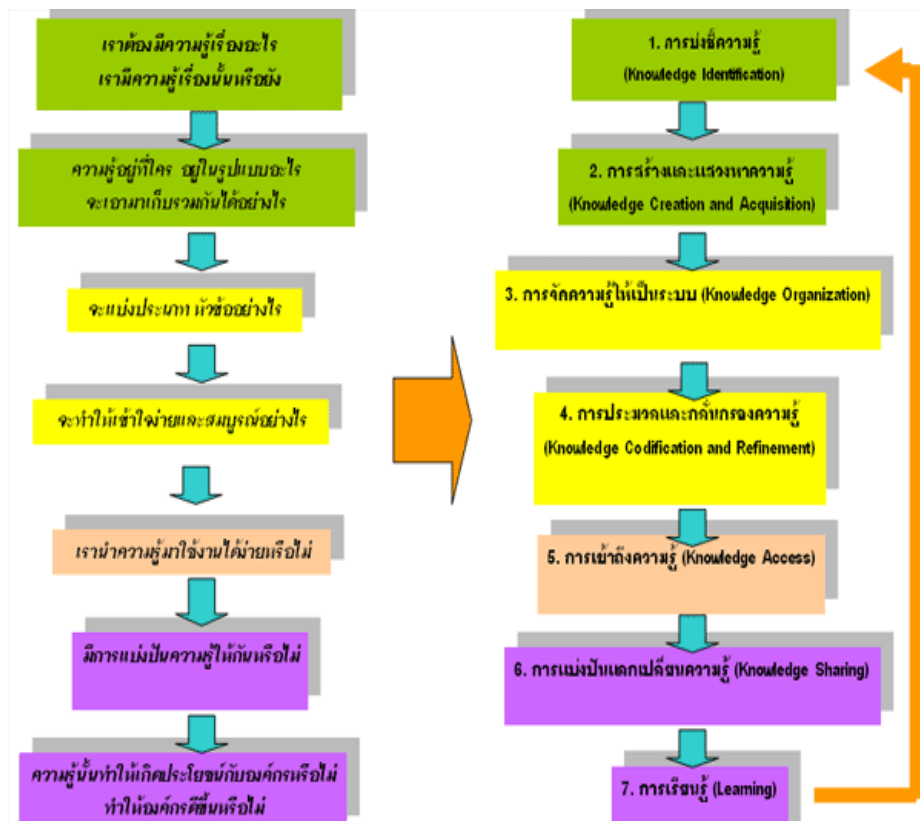 เราต้องมีความรู้เรื่องอะไร
เรามีความรู้เรื่องนั้นหรือยัง
ความรู้อยู่ที่ใคร อยู่ในรูปแบบอะไร
จะเอามาเก็บรวมกันได้อย่างไร
จะแบ่งประเภท หัวข้ออย่างไร
จะทำให้เข้าใจง่ายและสมบูรณ์อย่างไร
เรานำความรู้มาใช้งานได้ง่ายหรือไม่
มีการแบ่งปันความรู้ให้กันหรือไม่
ความรู้นั้นทำให้เกิดประโยชน์กับองค์กรหรือไม่
ทำให้องค์กรดีขึ้นหรือไม่
1. การบ่งชี้ความรู้
(Knowledge Identification)
2. การสร้างและแสวงหาความรู้
(Knowledge Creation and Acquisition)
3. การจัดความรู้ให้เป็นระบบ (Knowledge Organization)
4. การประมวลและกลั่นกรองความรู้
(Knowledge Codification and Refinement)
5. การเข้าถึงความรู้ (Knowledge Access)
6. การแบ่งปันแลกเปลี่ยนความรู้ (Knowledge Sharing)
7. การเรียนรู้ (Learning)